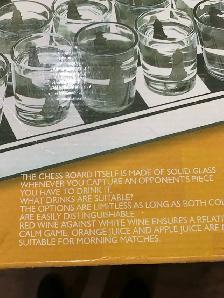 THE CHESS BOARD ITSELF IS MADE OF SOLID GLASS
WHENEVER YOU CAPTURE AN OPPONENT'S PIECE
YOU HAVE TO DRINK IT.
WHAT DRINKS ARE SUITABLE?
THE OPTIONS ARE LIMITLESS AS LONG AS BOTH COL
ARE EASILY DISTINGUISHABLE.
RED WINE AGAINST WHITE WINE ENSURES A RELATI
CALM GAME. ORANGE JUICE AND APPLE JUICE ARE
SUITABLE FOR MORNING MATCHES.